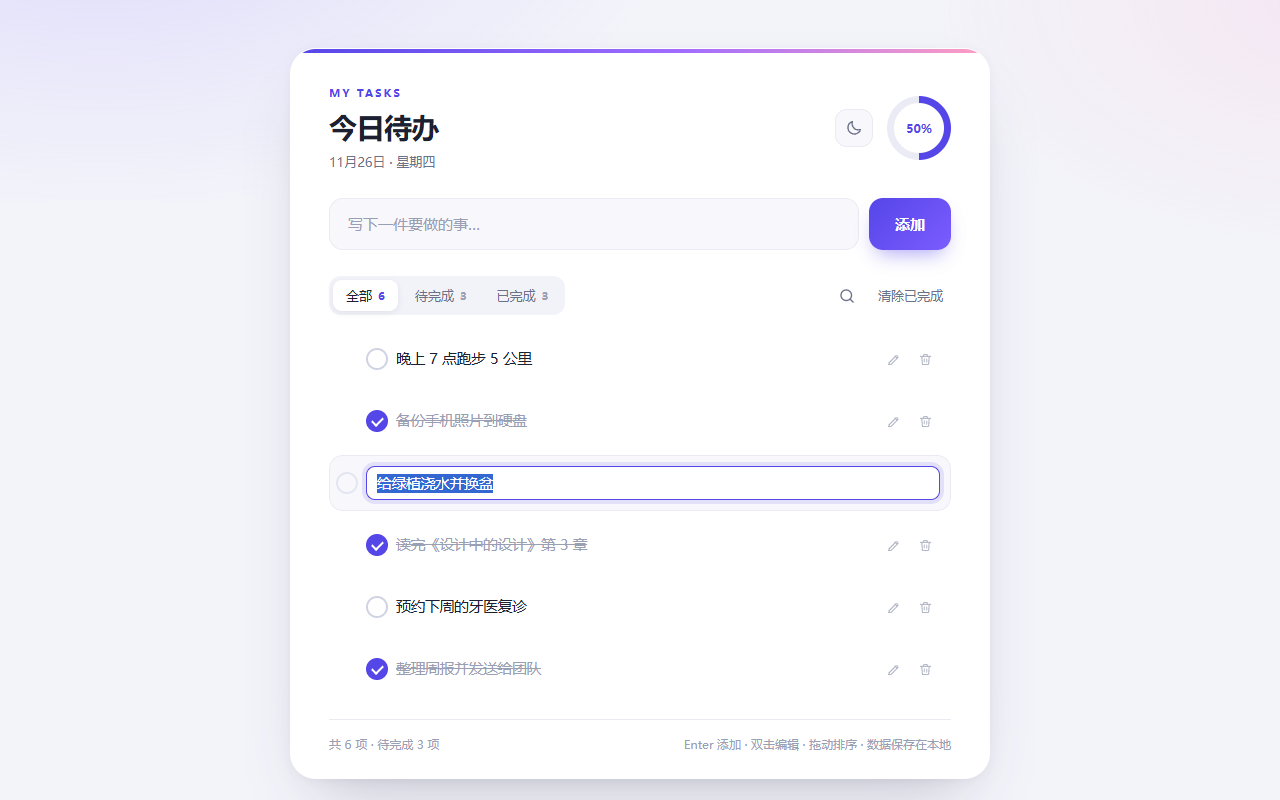 MY TASKS
今日待办
11月26日 · 星期四
50%
写下一件要做的事...
添加
全部 6 待完成 3 已完成 3
清除已完成
晚上 7 点跑步 5 公里
备份手机照片到硬盘
给绿植浇水并换盆
读完《设计中的设计》第 3 章
预约下周的牙医复诊
整理周报并发送给团队
共 6 项 · 待完成 3 项
Enter 添加 · 双击编辑 · 拖动排序 · 数据保存在本地